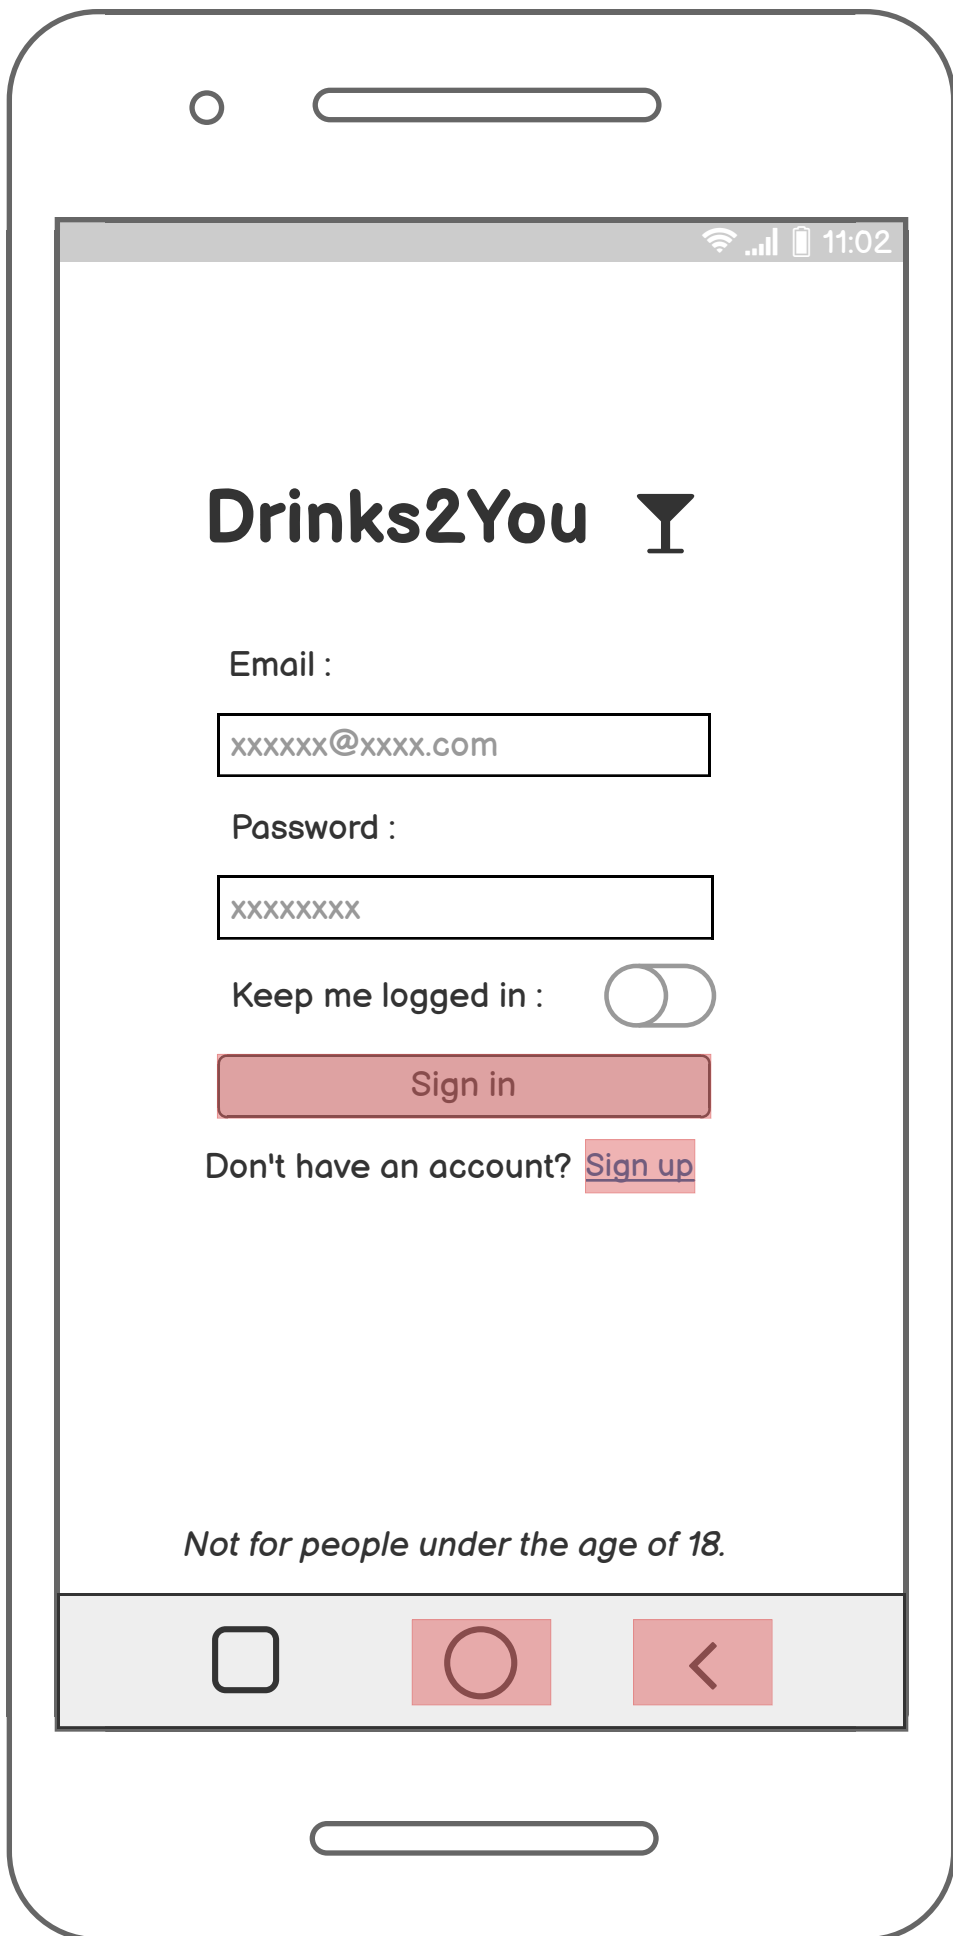 11:02
Drinks2You
Email :
xxxxxx@xxxx.com
Password :
xxxxxxxx
Keep me logged in :
Sign in
Don't have an account? Sign up
Not for people under the age of 18.